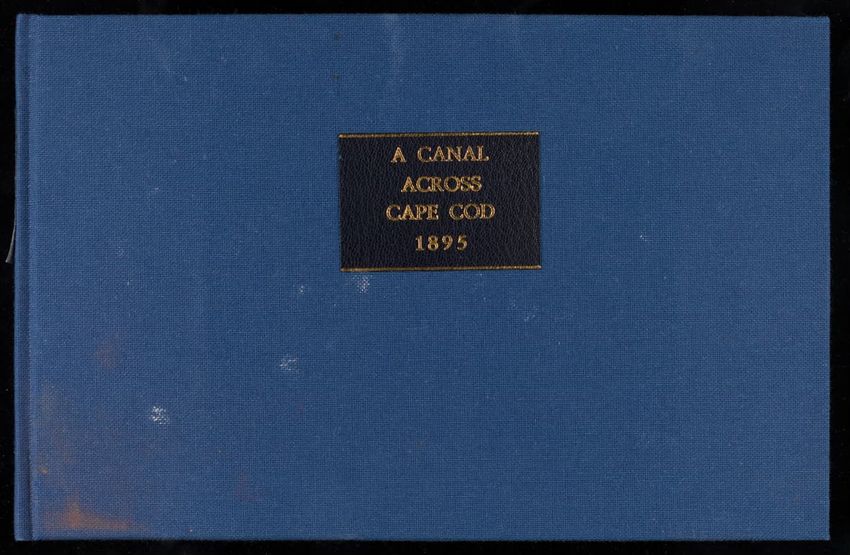 A CANAL
ACROSS
CAPE COD
1895